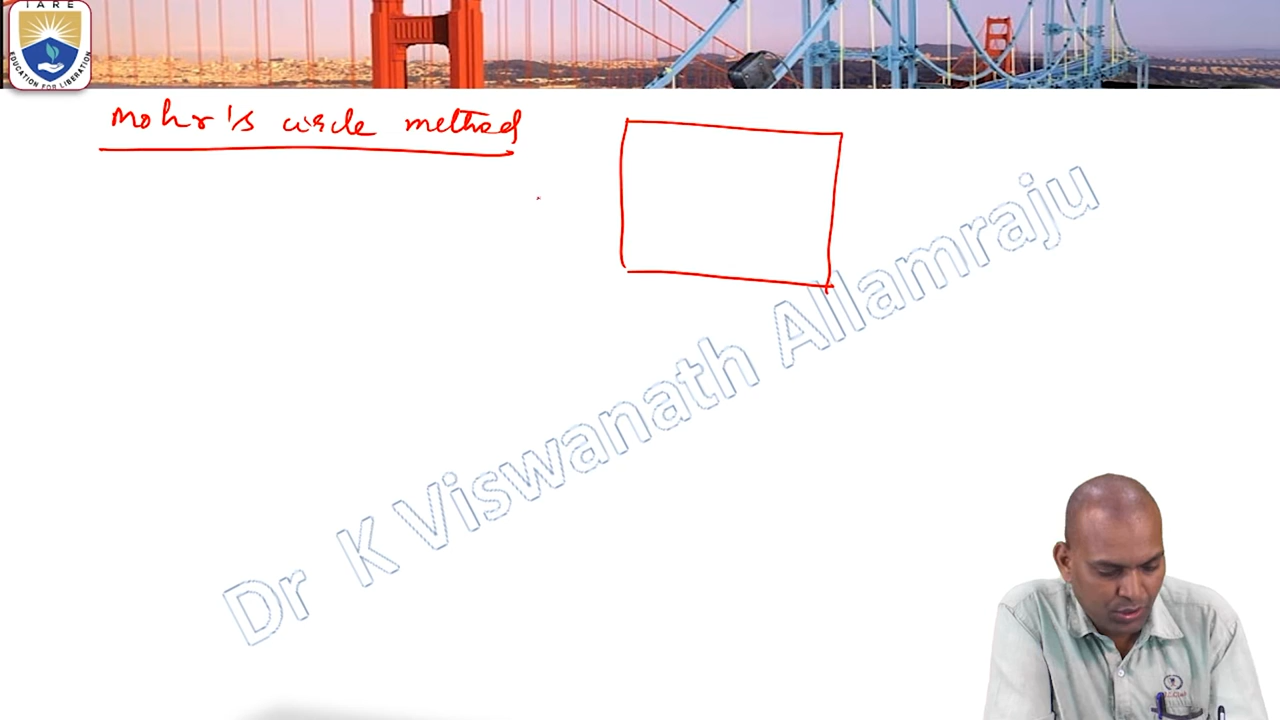 IARE
EDUCATION FOR LIBERATION
Mohr's circle method
Dr K Viswanath Allamraju